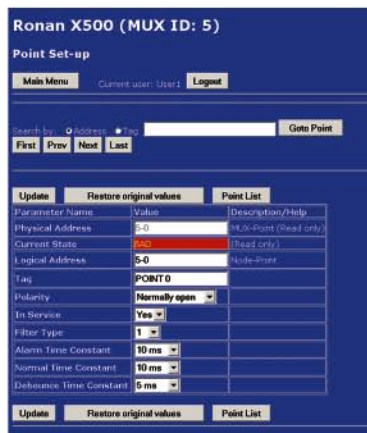 Ronan X500 (MUX ID: 5)
Point Set-up
Main Menu Current user: User1 Logout
Search by: Address Tag Goto Point
First Prev Next Last
Update Restore original values Point List
Parameter Name Value Description/Help
Physical Address 5-0 MUX-Point (Read only)
Current State BAD (Read only)
Logical Address 5-0 Node-Point
Tag POINT 0
Polarity Normally open
In Service Yes
Filter Type 1
Alarm Time Constant 10 ms
Normal Time Constant 10 ms
Debounce Time Constant 5 ms
Update Restore original values Point List